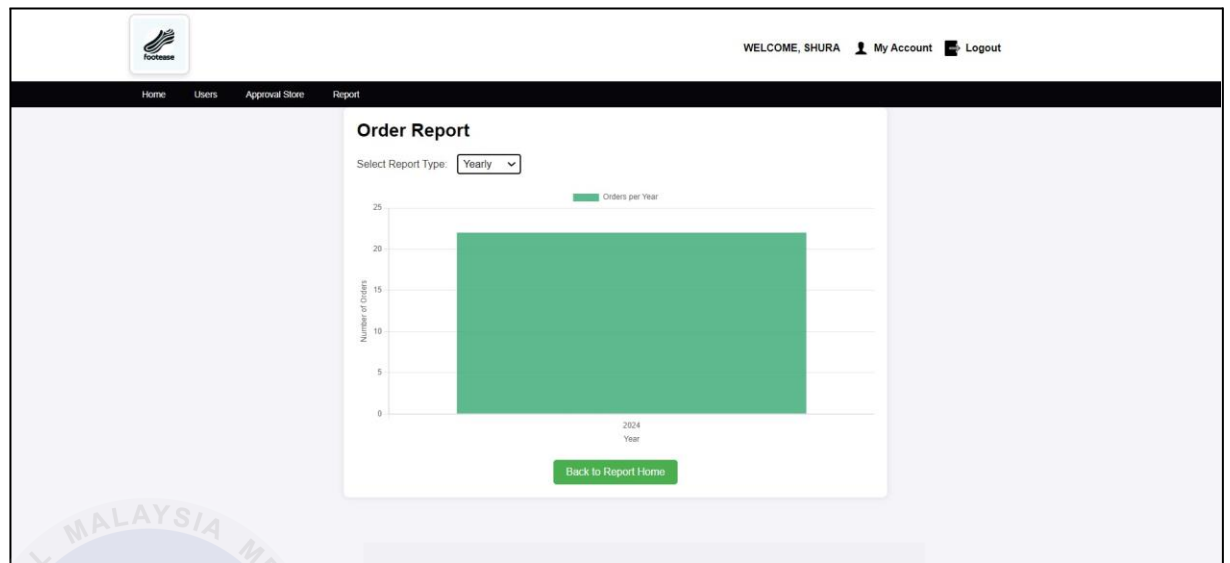 footease
WELCOME, SHURA My Account Logout
Home Users Approval Store Report
Order Report
Select Report Type: Yearly
Orders per Year
25
20
15
10
5
0
Number of Orders
2024
Year
Back to Report Home
MALAYSIA